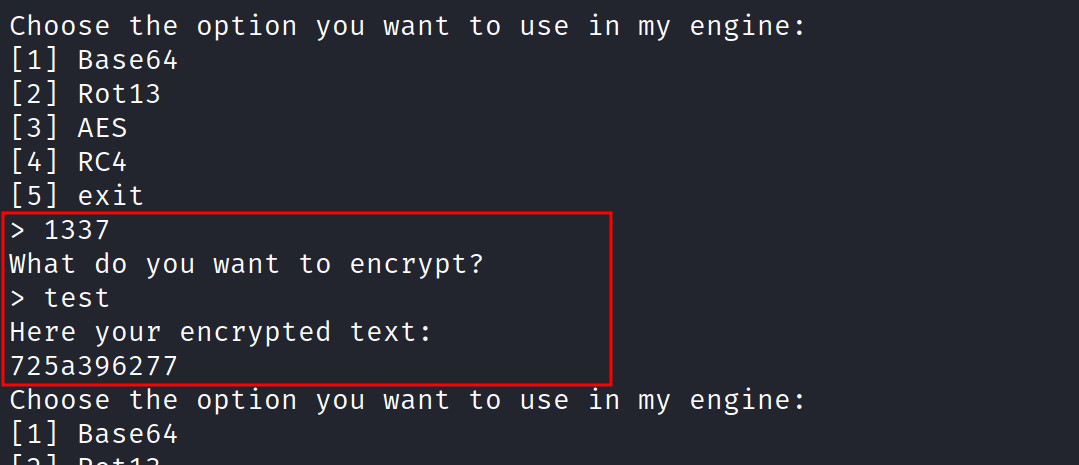 Choose the option you want to use in my engine:
[1] Base64
[2] Rot13
[3] AES
[4] RC4
[5] exit
> 1337
What do you want to encrypt?
> test
Here your encrypted text:
725a396277
Choose the option you want to use in my engine:
[1] Base64
[2] Rot13